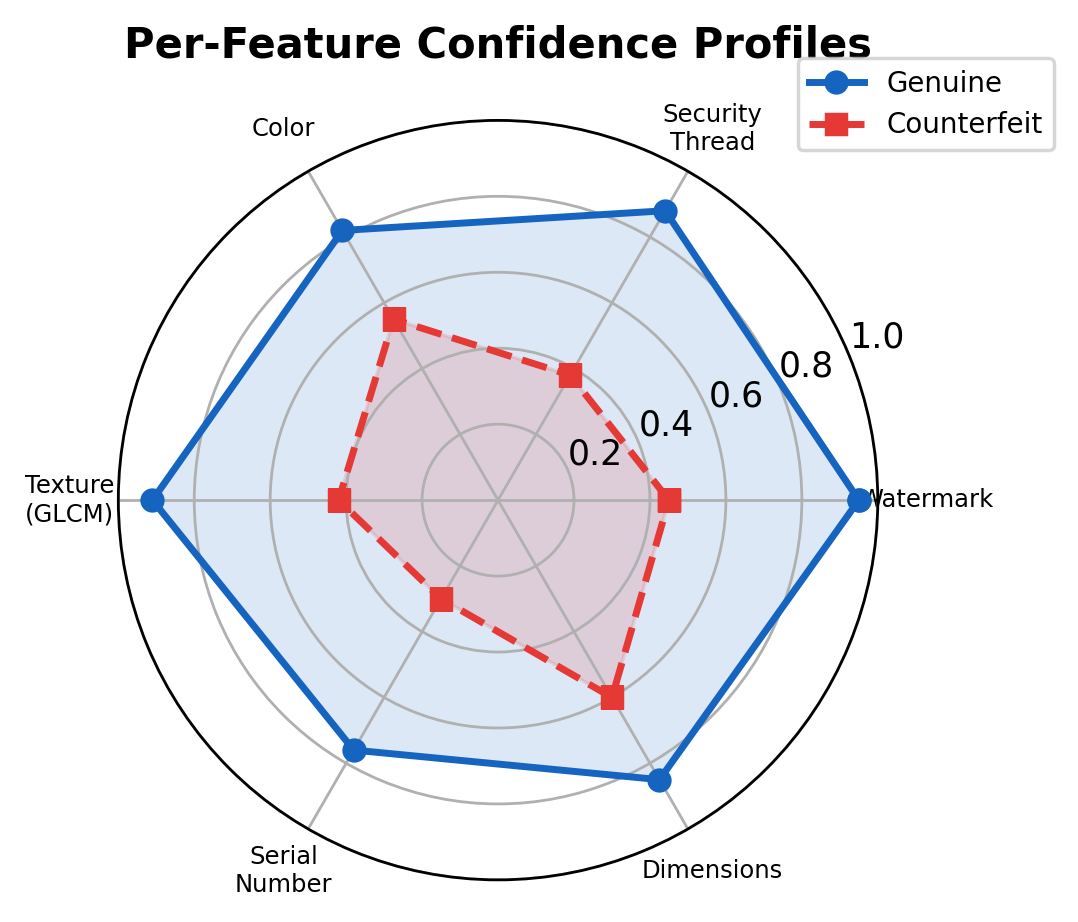 Per-Feature Confidence Profiles
Genuine
Counterfeit
Security
Thread
Color
1.0
0.8
0.6
0.4
0.2
Texture
(GLCM)
Watermark
Serial
Number
Dimensions